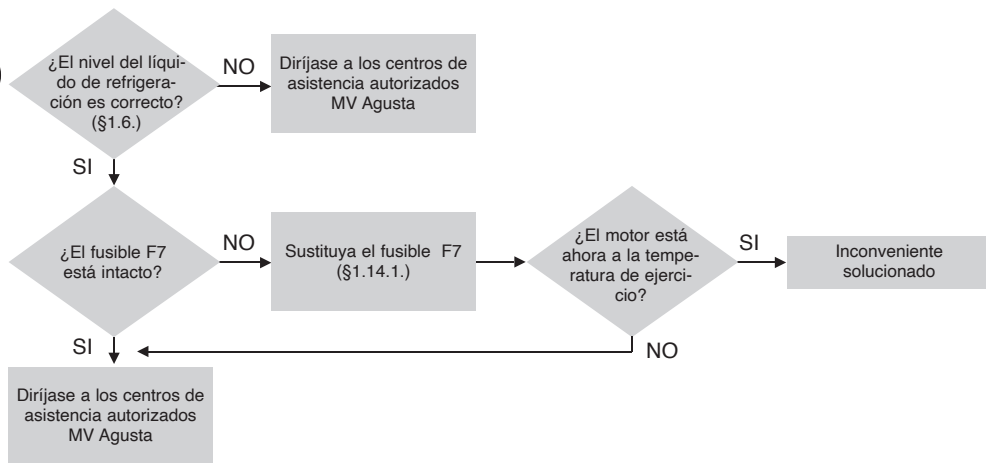 ¿El nivel del líqui-
do de refrigera-
ción es correcto?
(§1.6.)
NO
Diríjase a los centros de
asistencia autorizados
MV Agusta
SI
¿El fusible F7
está intacto?
NO
Sustituya el fusible F7
(§1.14.1.)
¿El motor está
ahora a la tempe-
ratura de ejerci-
cio?
SI
Inconveniente
solucionado
SI
NO
Diríjase a los centros de
asistencia autorizados
MV Agusta